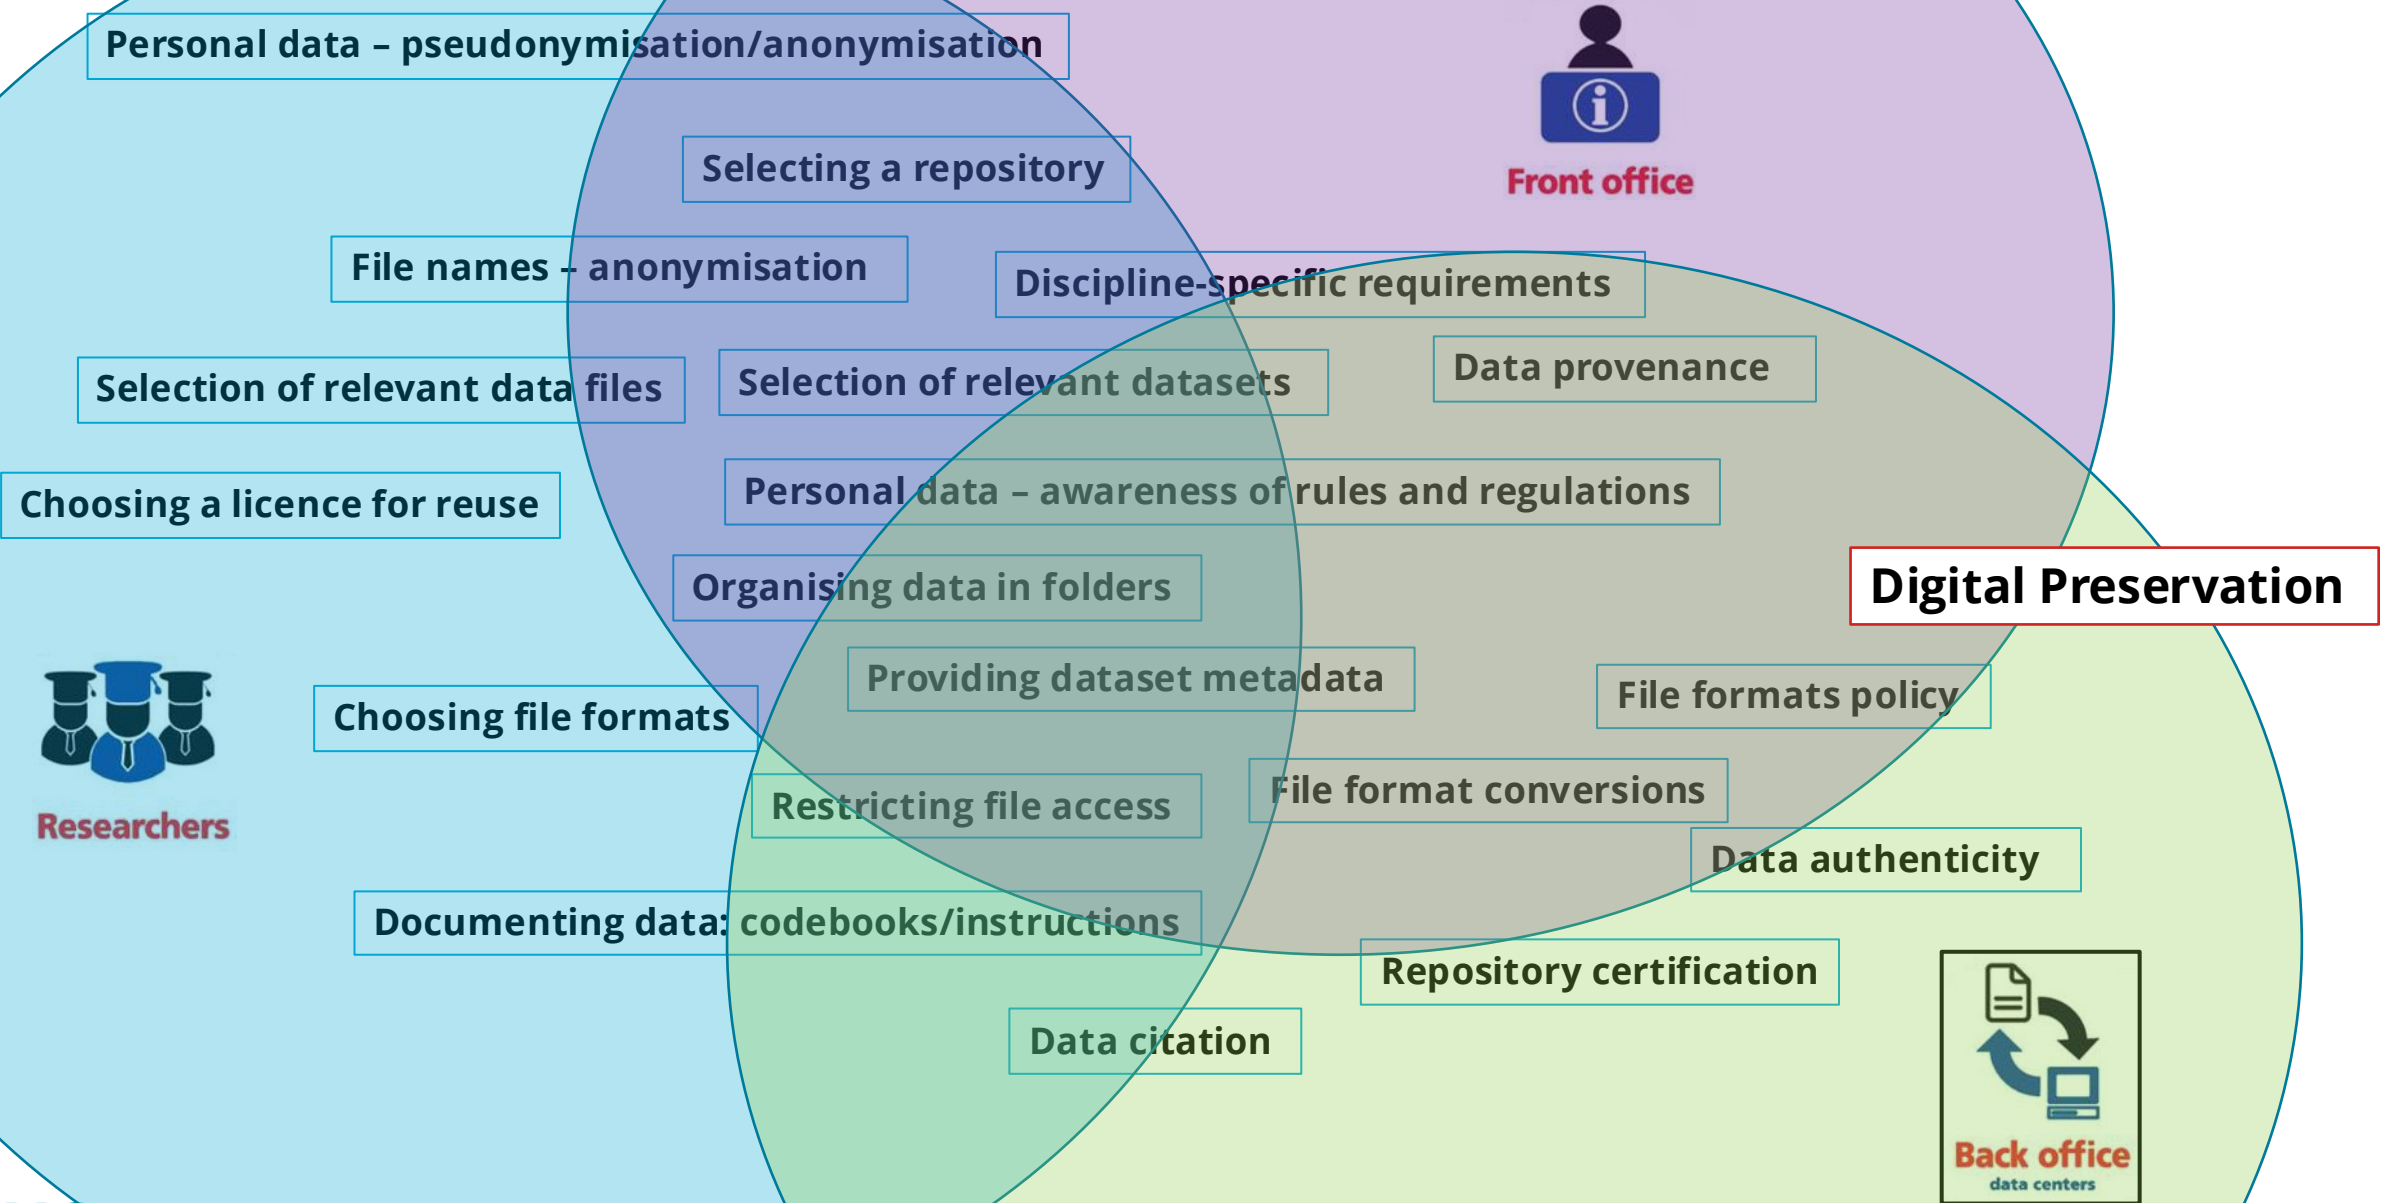 Personal data – pseudonymisation/anonymisation
Selecting a repository
Front office
File names – anonymisation
Discipline-specific requirements
Selection of relevant data files
Selection of relevant datasets
Data provenance
Choosing a licence for reuse
Personal data – awareness of rules and regulations
Organising data in folders
Digital Preservation
Providing dataset metadata
File formats policy
Choosing file formats
Researchers
Restricting file access
File format conversions
Data authenticity
Documenting data: codebooks/instructions
Repository certification
Data citation
Back office
data centers